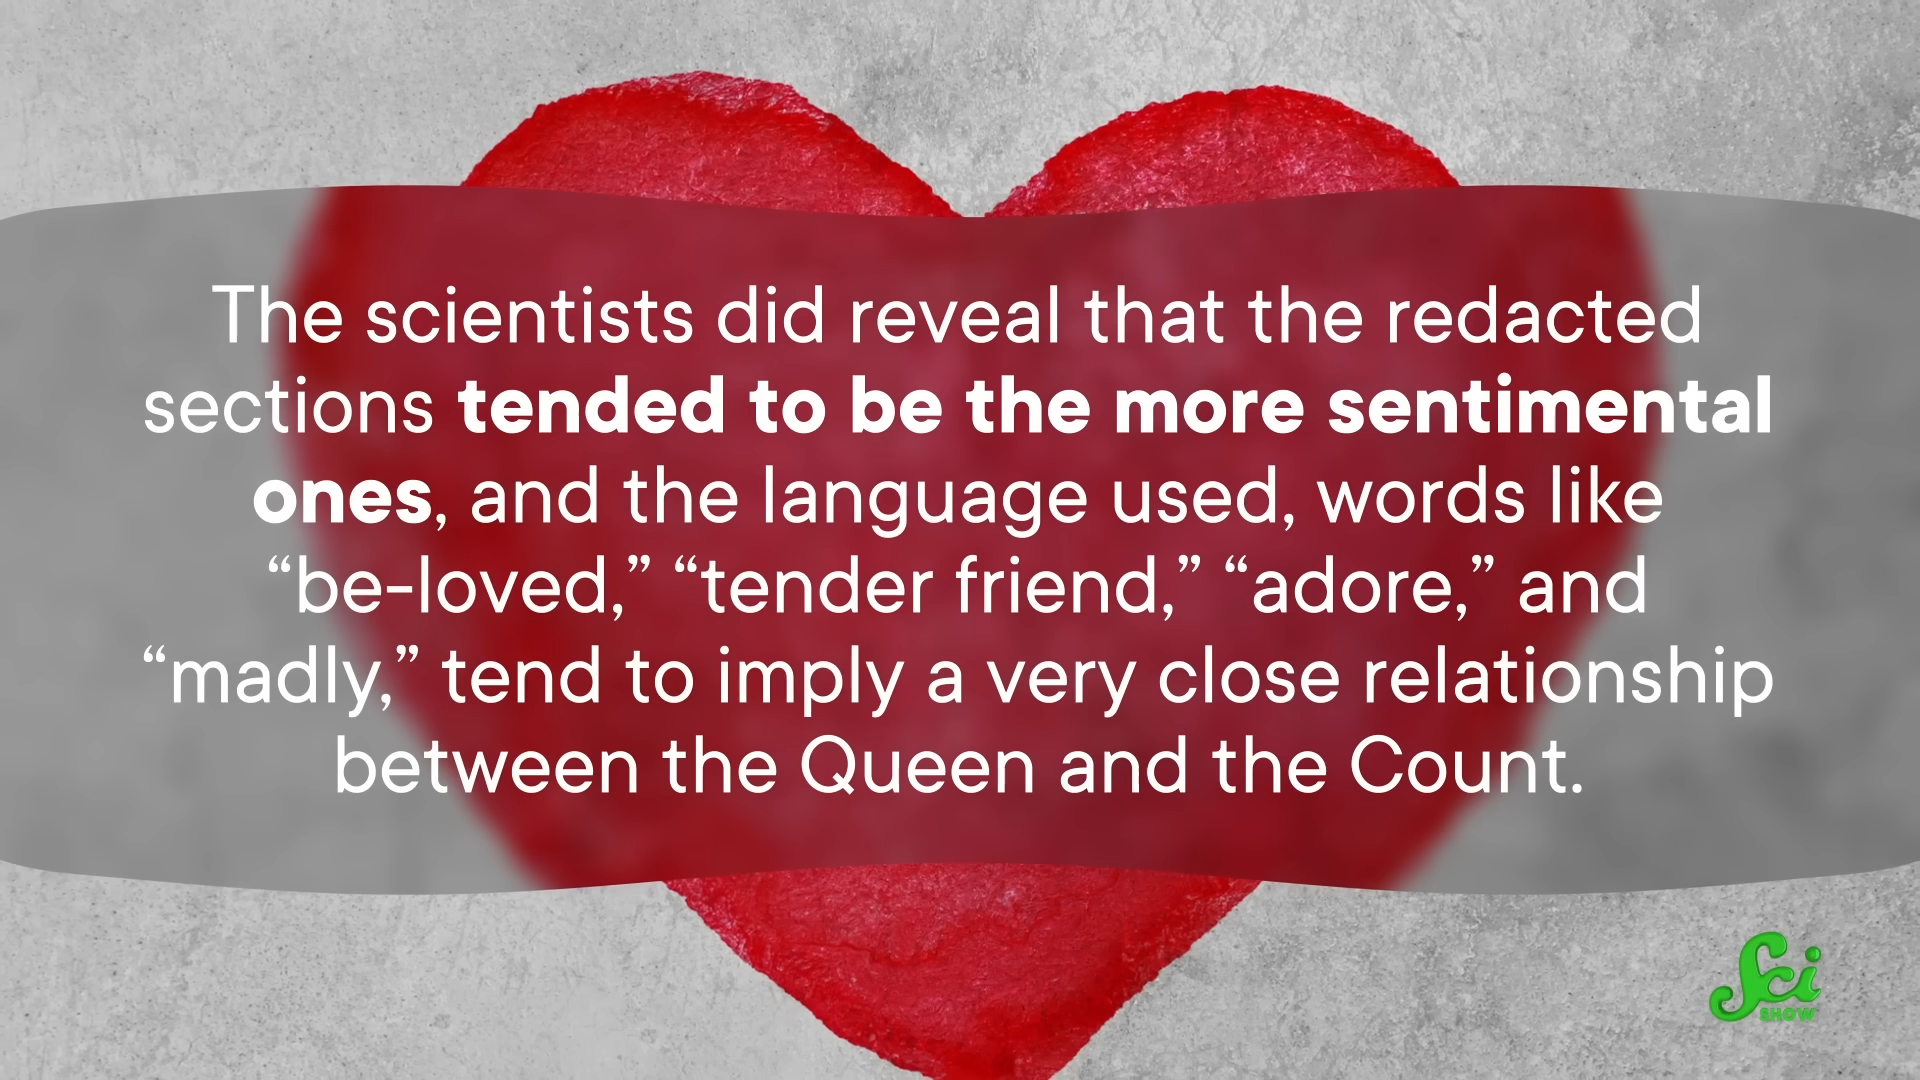 The scientists did reveal that the redacted
sections tended to be the more sentimental
ones, and the language used, words like
“be-loved,” “tender friend,” “adore,” and
“madly,” tend to imply a very close relationship
between the Queen and the Count.
Sci
SHOW